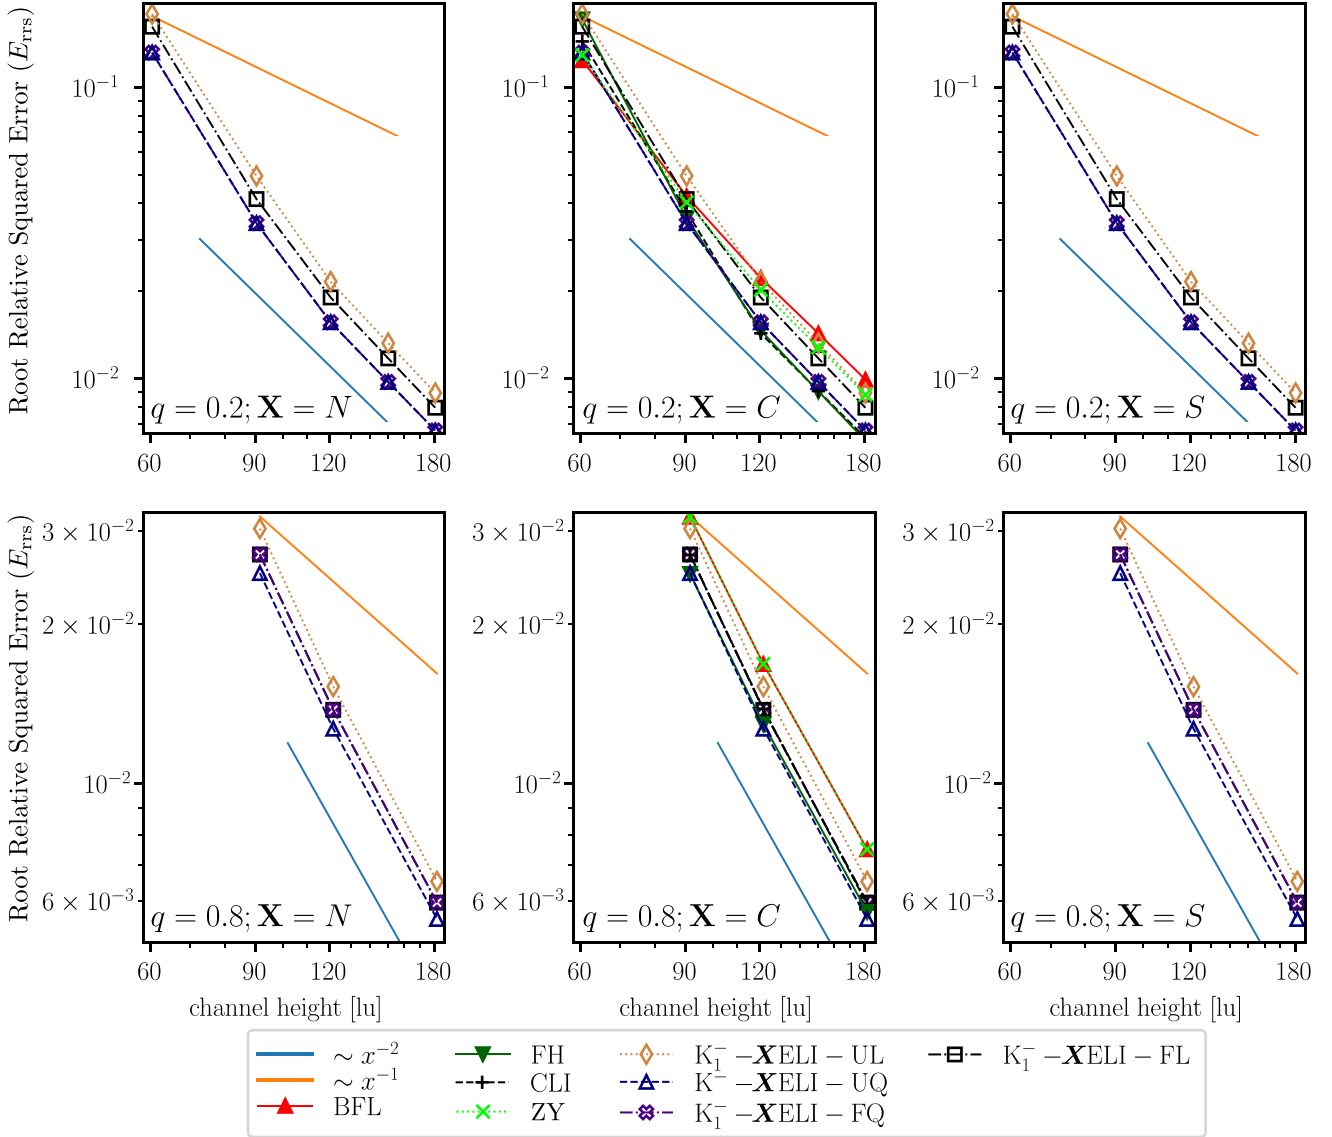 Root Relative Squared Error (E_rrs)
10^−1
10^−2
q = 0.2; X = N
60 90 120 180
10^−1
10^−2
q = 0.2; X = C
60 90 120 180
10^−1
10^−2
q = 0.2; X = S
60 90 120 180
Root Relative Squared Error (E_rrs)
3 × 10^−2
2 × 10^−2
10^−2
6 × 10^−3
q = 0.8; X = N
60 90 120 180
channel height [lu]
3 × 10^−2
2 × 10^−2
10^−2
6 × 10^−3
q = 0.8; X = C
60 90 120 180
channel height [lu]
3 × 10^−2
2 × 10^−2
10^−2
6 × 10^−3
q = 0.8; X = S
60 90 120 180
channel height [lu]
∼ x^−2
∼ x^−1
BFL
FH
CLI
ZY
K_1^− − XELI − UL
K^− − XELI − UQ
K_1^− − XELI − FQ
K_1^− − XELI − FL